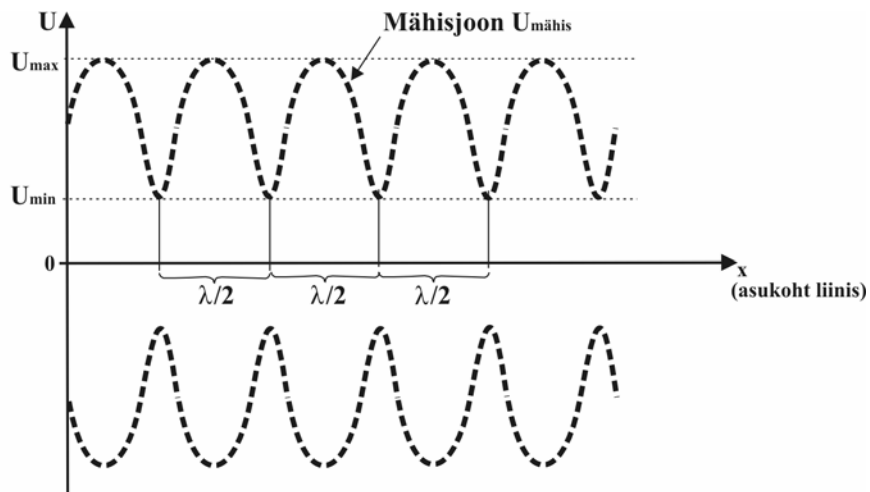 U
Mähisjoon Umähis
Umax
Umin
0
λ/2
λ/2
λ/2
x
(asukoht liinis)